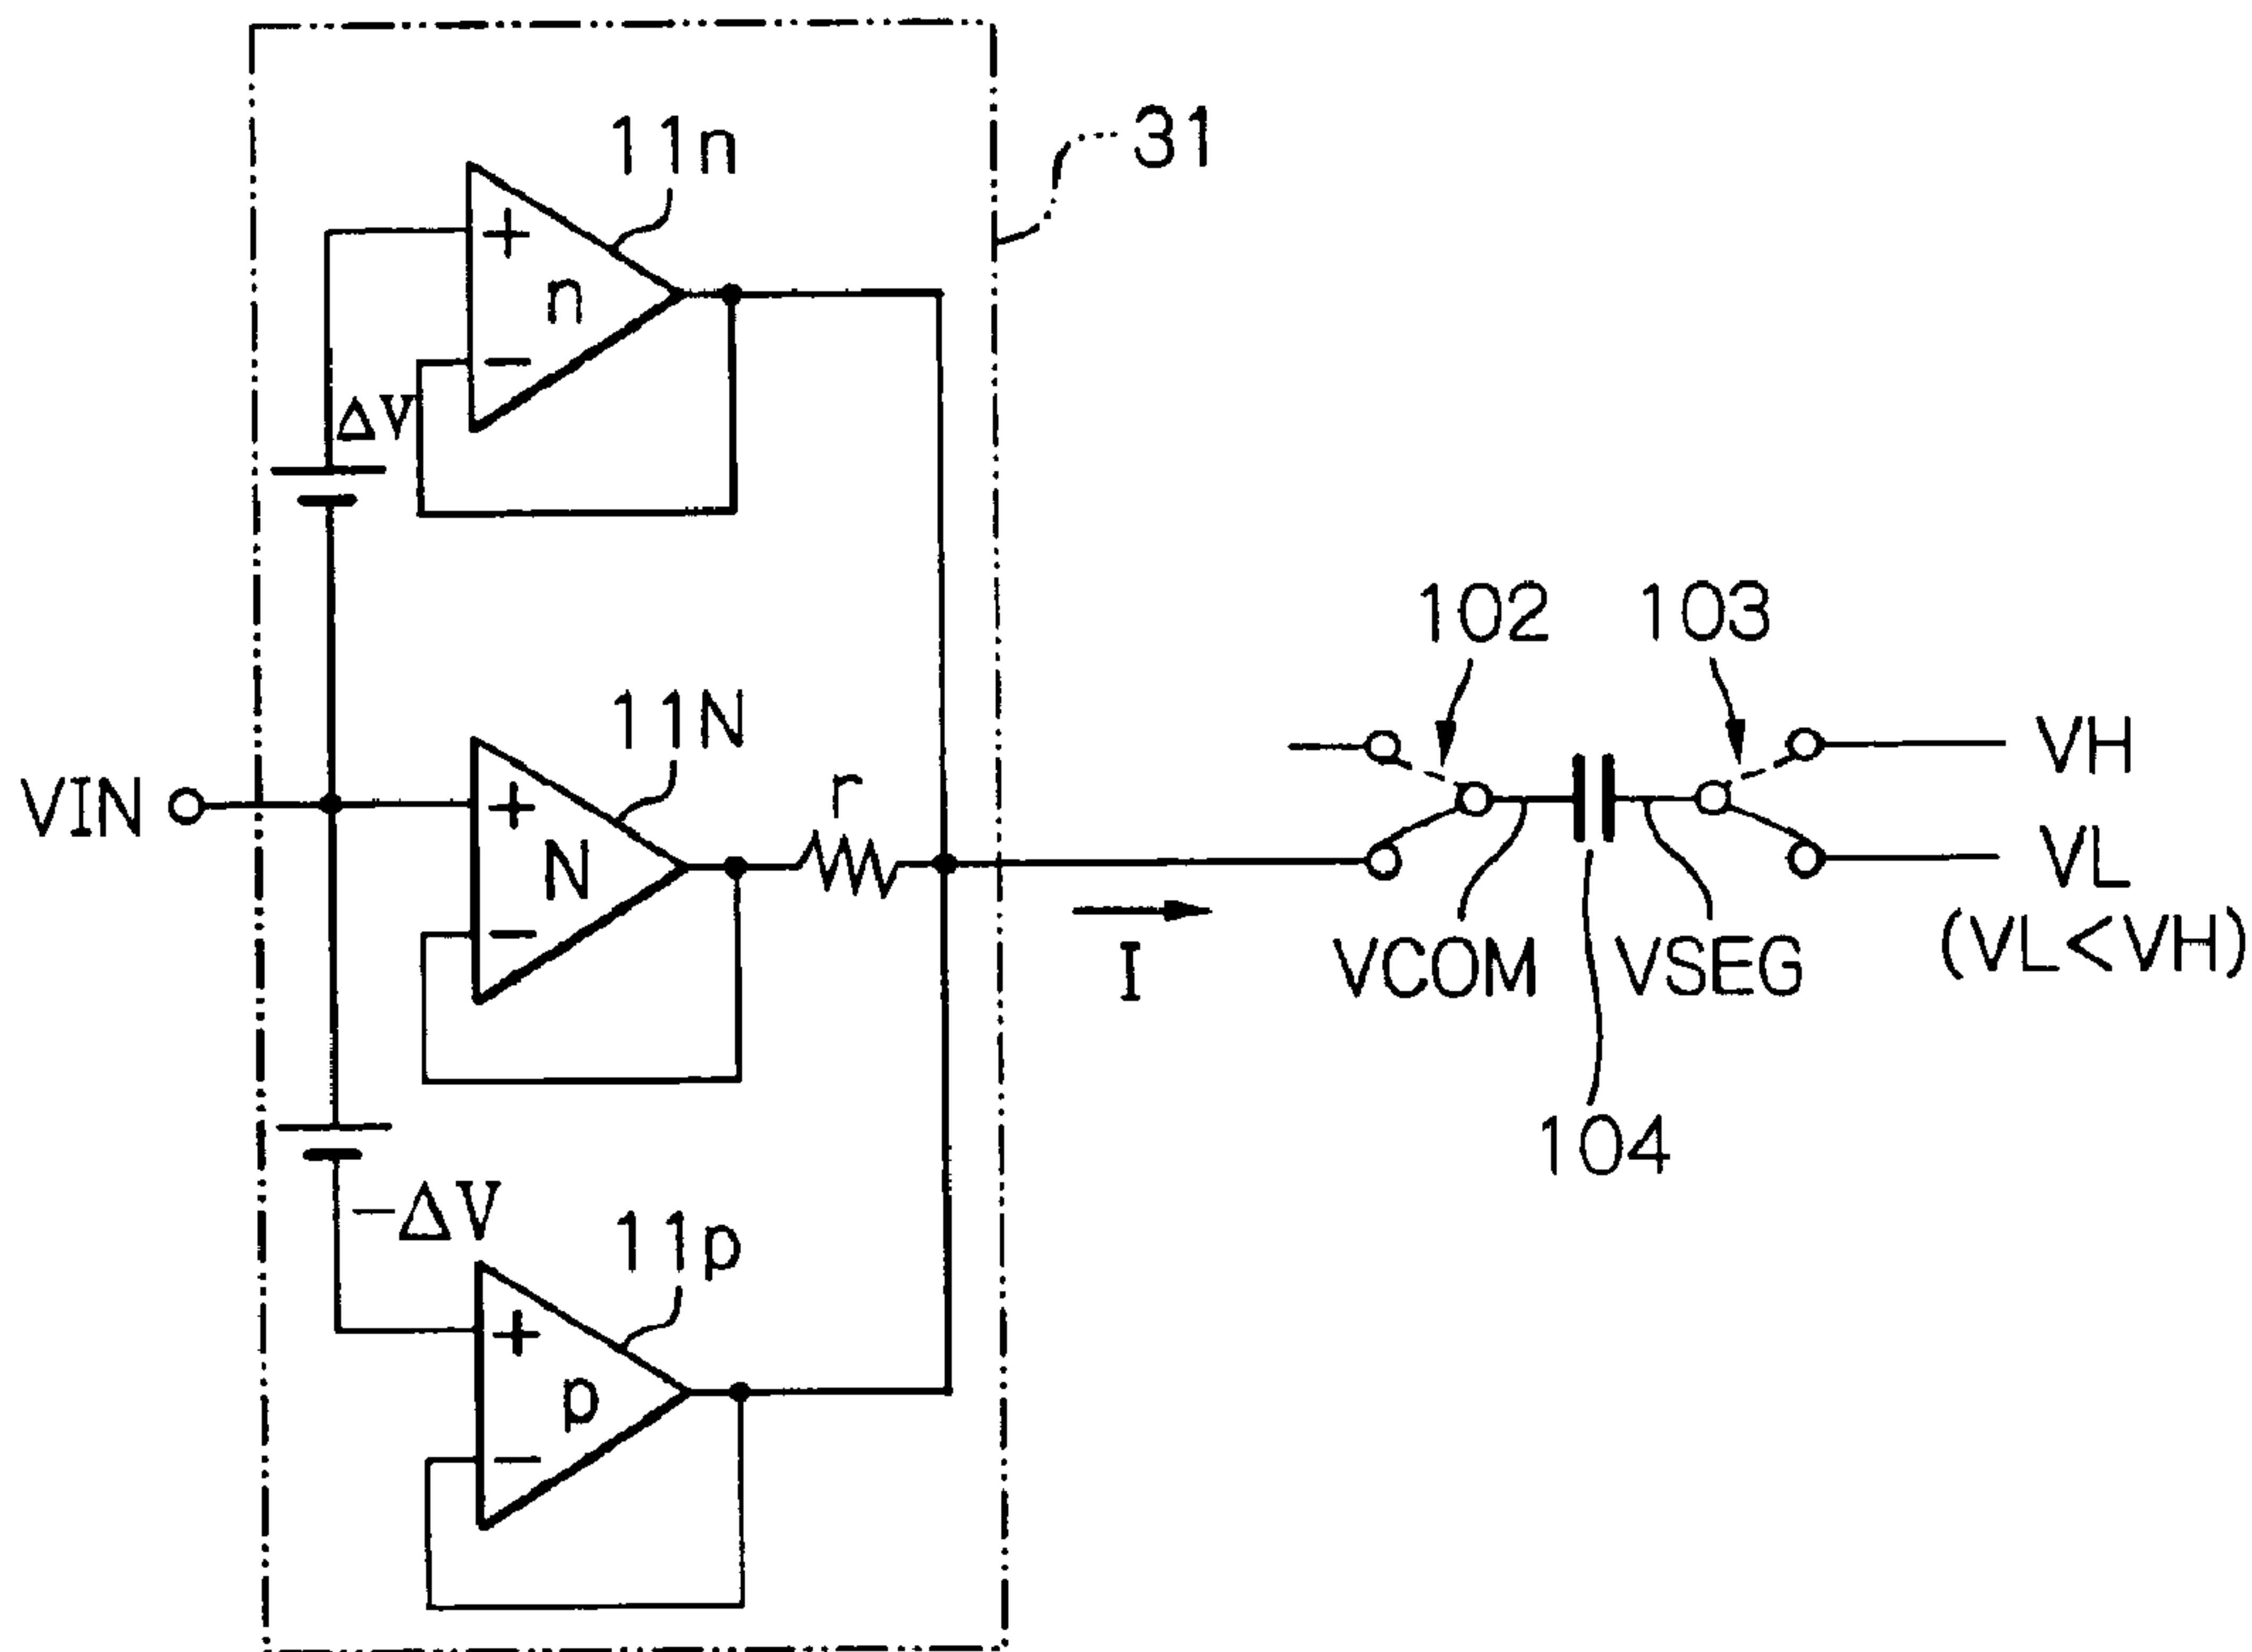 11n
31
+
n
−
ΔV
102
103
11N
VH
VIN
+
r
N
VL
−
(VL<VH)
I
VCOM
VSEG
104
−ΔV
11p
+
p
−